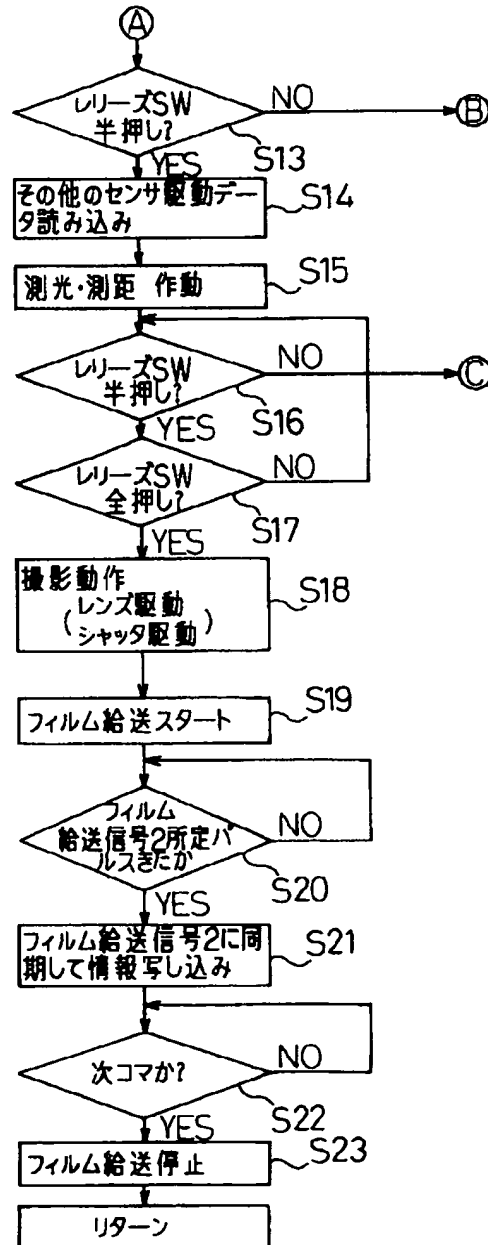 A
レリーズSW
半押し?
NO
B
YES
S13
その他のセンサ駆動デー
タ読み込み
S14
測光・測距 作動
S15
レリーズSW
半押し?
NO
C
YES
S16
レリーズSW
全押し?
NO
YES
S17
撮影動作
(レンズ駆動
シャッタ駆動)
S18
フィルム給送スタート
S19
フィルム
給送信号2所定パ
ルスきたか
NO
YES
S20
フィルム給送信号2に同
期して情報写し込み
S21
次コマか?
NO
YES
S22
フィルム給送停止
S23
リターン